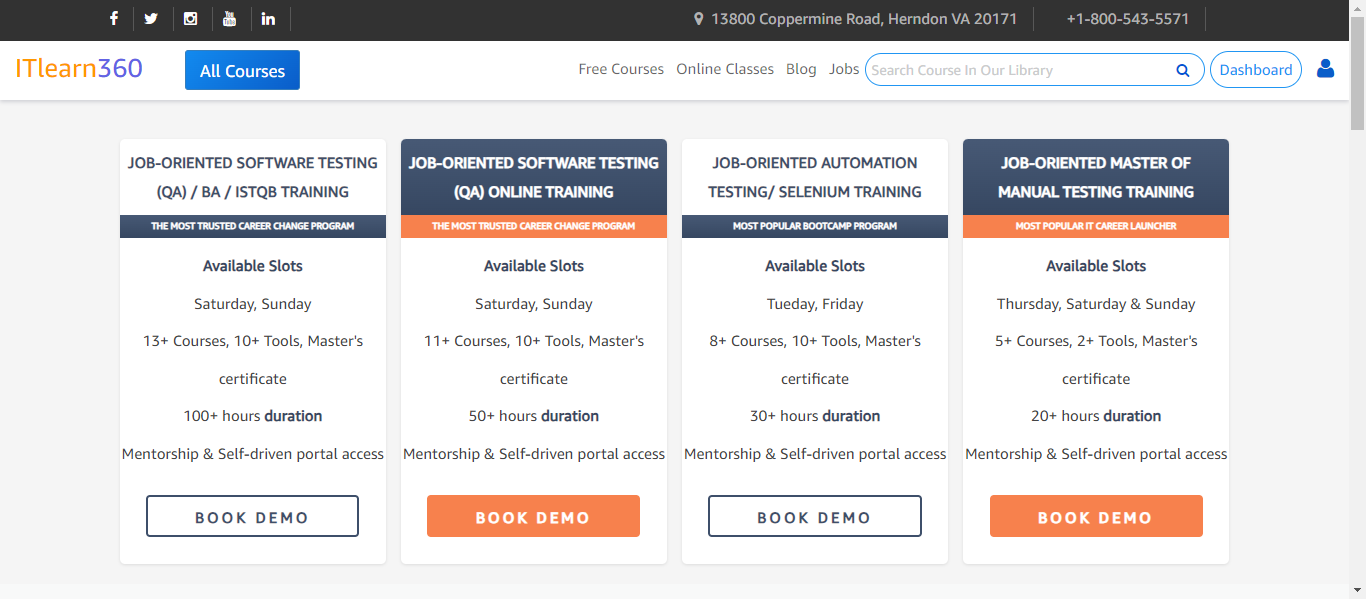 13800 Coppermine Road, Herndon VA 20171 +1-800-543-5571
ITlearn360 All Courses Free Courses Online Classes Blog Jobs Search Course In Our Library Dashboard
JOB-ORIENTED SOFTWARE TESTING
(QA) / BA / ISTQB TRAINING
THE MOST TRUSTED CAREER CHANGE PROGRAM
Available Slots
Saturday, Sunday
13+ Courses, 10+ Tools, Master's
certificate
100+ hours duration
Mentorship & Self-driven portal access
BOOK DEMO
JOB-ORIENTED SOFTWARE TESTING
(QA) ONLINE TRAINING
THE MOST TRUSTED CAREER CHANGE PROGRAM
Available Slots
Saturday, Sunday
11+ Courses, 10+ Tools, Master's
certificate
50+ hours duration
Mentorship & Self-driven portal access
BOOK DEMO
JOB-ORIENTED AUTOMATION
TESTING/ SELENIUM TRAINING
MOST POPULAR BOOTCAMP PROGRAM
Available Slots
Tueday, Friday
8+ Courses, 10+ Tools, Master's
certificate
30+ hours duration
Mentorship & Self-driven portal access
BOOK DEMO
JOB-ORIENTED MASTER OF
MANUAL TESTING TRAINING
MOST POPULAR IT CAREER LAUNCHER
Available Slots
Thursday, Saturday & Sunday
5+ Courses, 2+ Tools, Master's
certificate
20+ hours duration
Mentorship & Self-driven portal access
BOOK DEMO